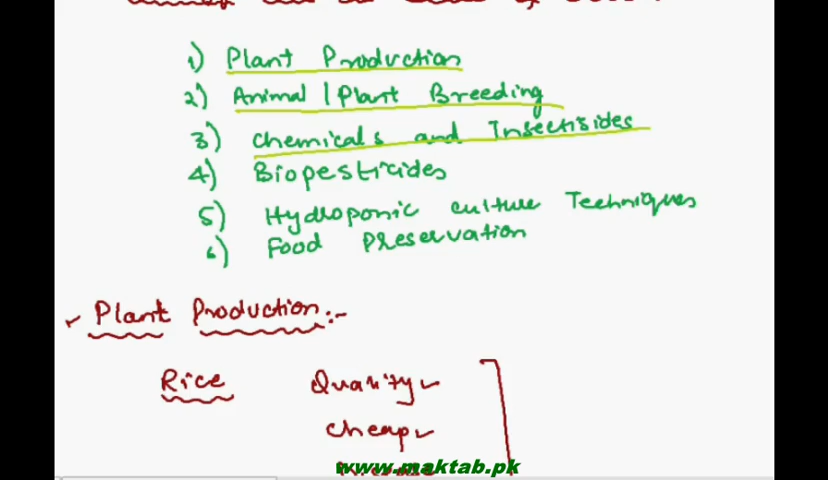 1) Plant Production
2) Animal | Plant Breeding
3) Chemicals and Insectisides
4) Biopesticides
5) Hydroponic culture Techniques
6) Food Preservation
✓ Plant Production:-
Rice Quality ✓
cheap ✓
www.maktab.pk